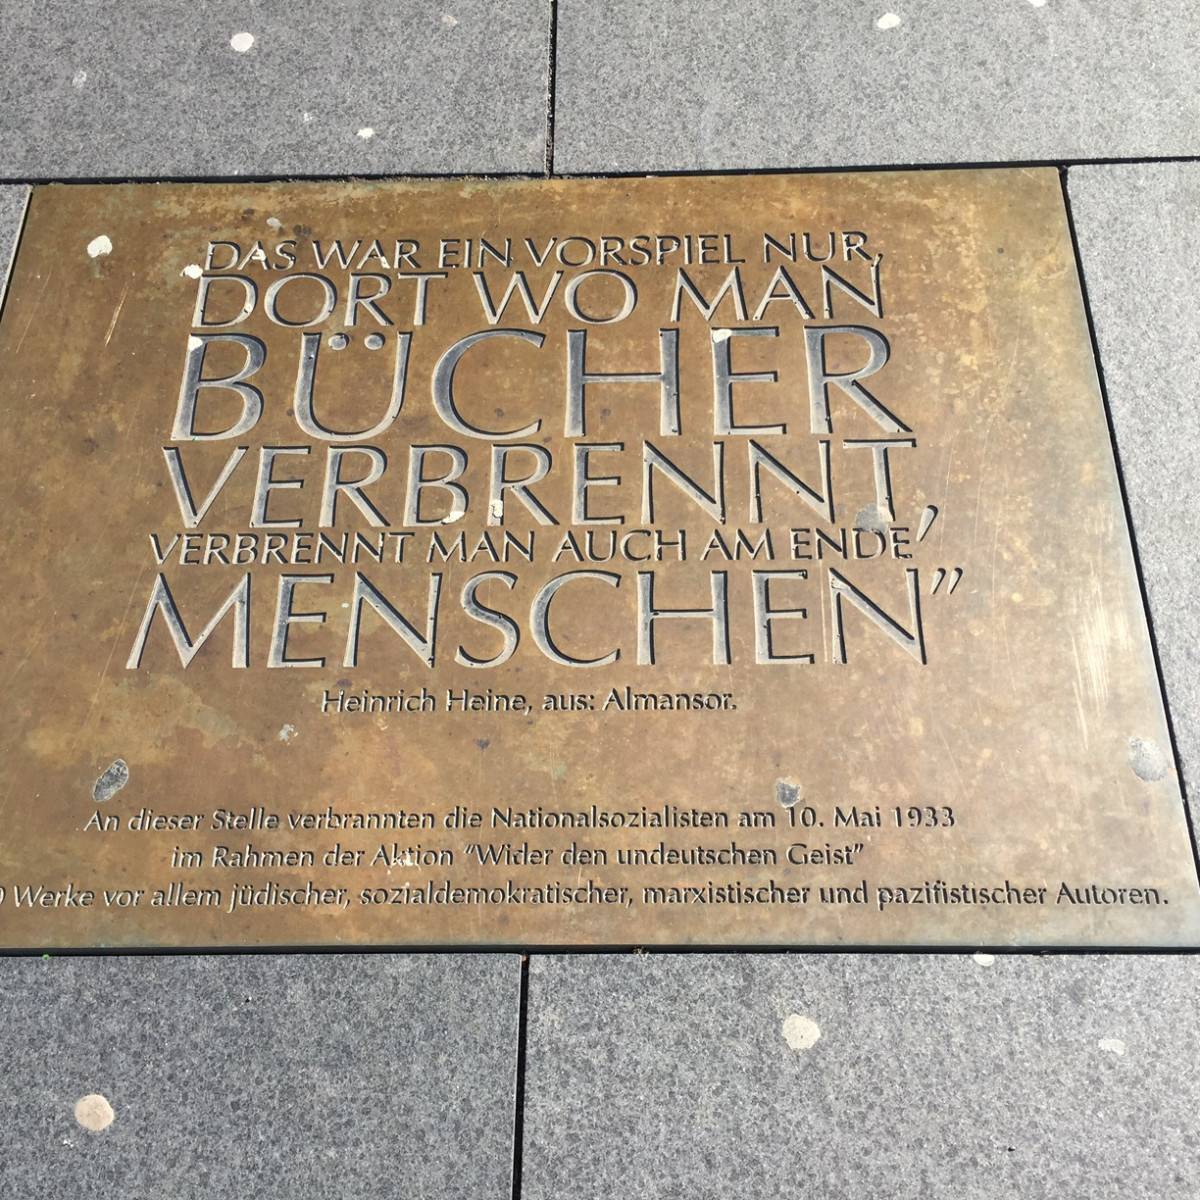 DAS WAR EIN VORSPIEL NUR,
DORT WO MAN
BÜCHER
VERBRENNT,
VERBRENNT MAN AUCH AM ENDE
MENSCHEN”
Heinrich Heine, aus: Almansor.
An dieser Stelle verbrannten die Nationalsozialisten am 10. Mai 1933
im Rahmen der Aktion “Wider den undeutschen Geist”
Werke vor allem jüdischer, sozialdemokratischer, marxistischer und pazifistischer Autoren.